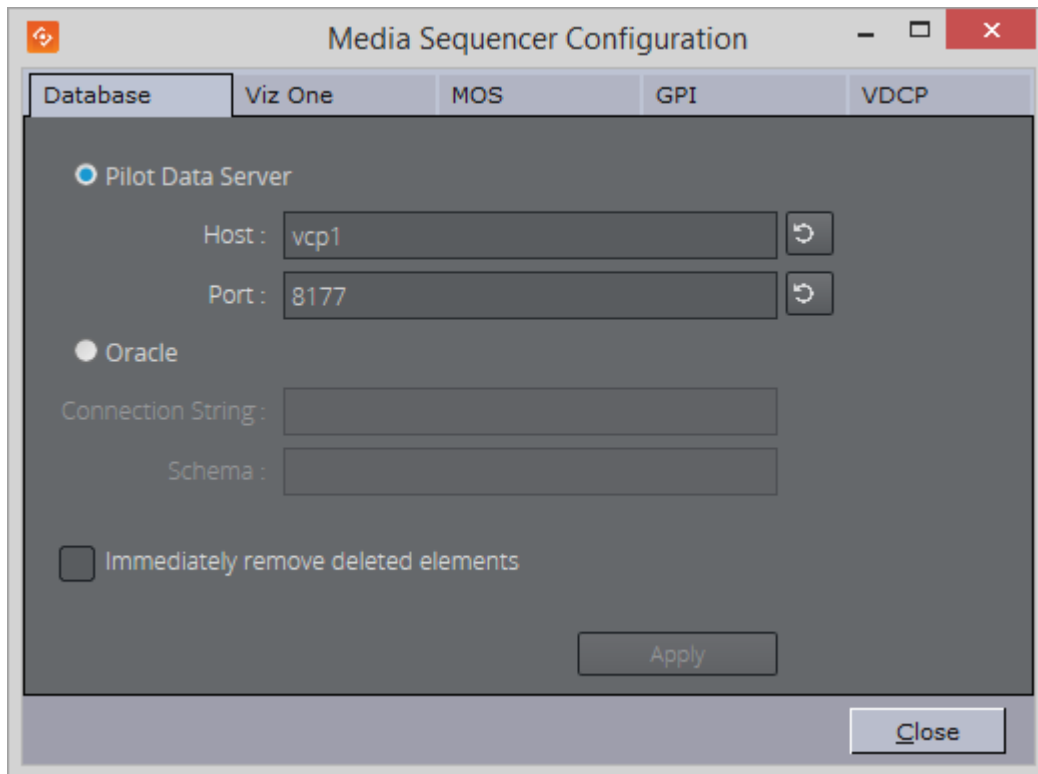 Media Sequencer Configuration
Database Viz One MOS GPI VDCP
Pilot Data Server
Host : vcp1
Port : 8177
Oracle
Connection String :
Schema :
Immediately remove deleted elements
Apply
Close